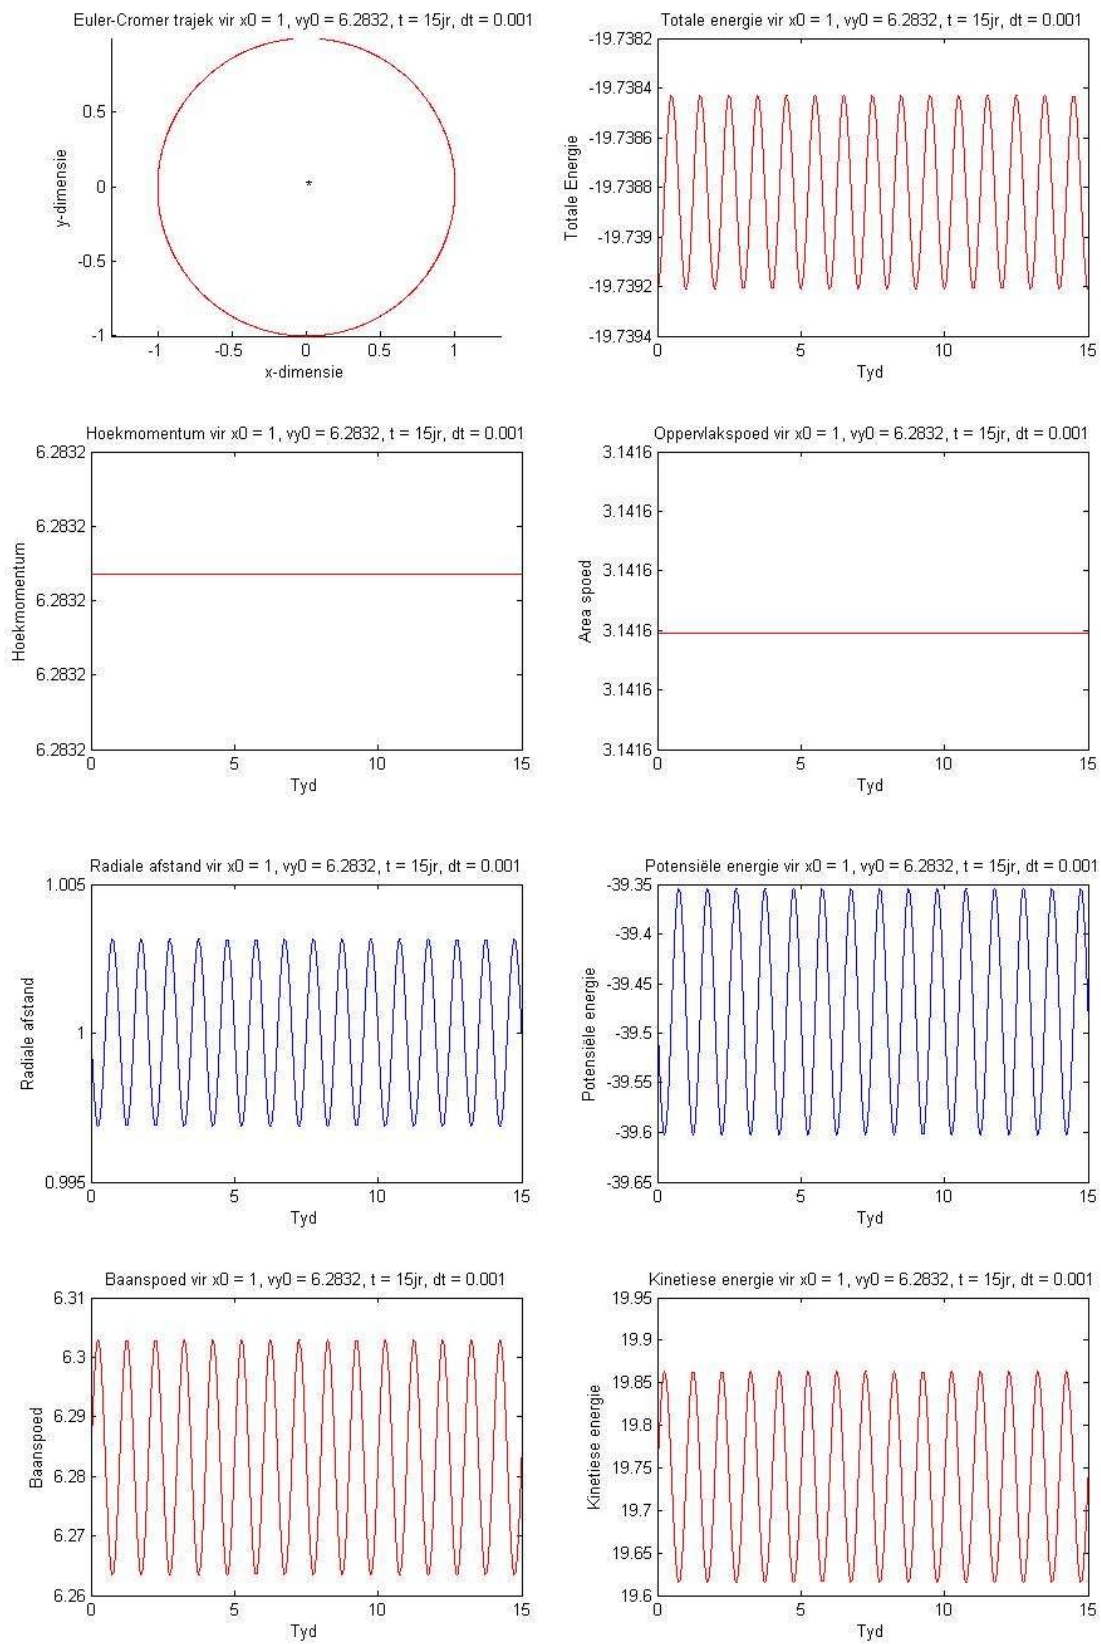 Euler-Cromer trajek vir x0 = 1, vy0 = 6.2832, t = 15jr, dt = 0.001
0.5
0
-0.5
-1
y-dimensie
*
-1 -0.5 0 0.5 1
x-dimensie
Totale energie vir x0 = 1, vy0 = 6.2832, t = 15jr, dt = 0.001
-19.7382
-19.7384
-19.7386
-19.7388
-19.739
-19.7392
-19.7394
Totale Energie
0 5 10 15
Tyd
Hoekmomentum vir x0 = 1, vy0 = 6.2832, t = 15jr, dt = 0.001
6.2832
6.2832
6.2832
6.2832
6.2832
Hoekmomentum
0 5 10 15
Tyd
Oppervlakspoed vir x0 = 1, vy0 = 6.2832, t = 15jr, dt = 0.001
3.1416
3.1416
3.1416
3.1416
3.1416
3.1416
Area spoed
0 5 10 15
Tyd
Radiale afstand vir x0 = 1, vy0 = 6.2832, t = 15jr, dt = 0.001
1.005
1
0.995
Radiale afstand
0 5 10 15
Tyd
Potensiële energie vir x0 = 1, vy0 = 6.2832, t = 15jr, dt = 0.001
-39.35
-39.4
-39.45
-39.5
-39.55
-39.6
-39.65
Potensiële energie
0 5 10 15
Tyd
Baanspoed vir x0 = 1, vy0 = 6.2832, t = 15jr, dt = 0.001
6.31
6.3
6.29
6.28
6.27
6.26
Baanspoed
0 5 10 15
Tyd
Kinetiese energie vir x0 = 1, vy0 = 6.2832, t = 15jr, dt = 0.001
19.95
19.9
19.85
19.8
19.75
19.7
19.65
19.6
Kinetiese energie
0 5 10 15
Tyd